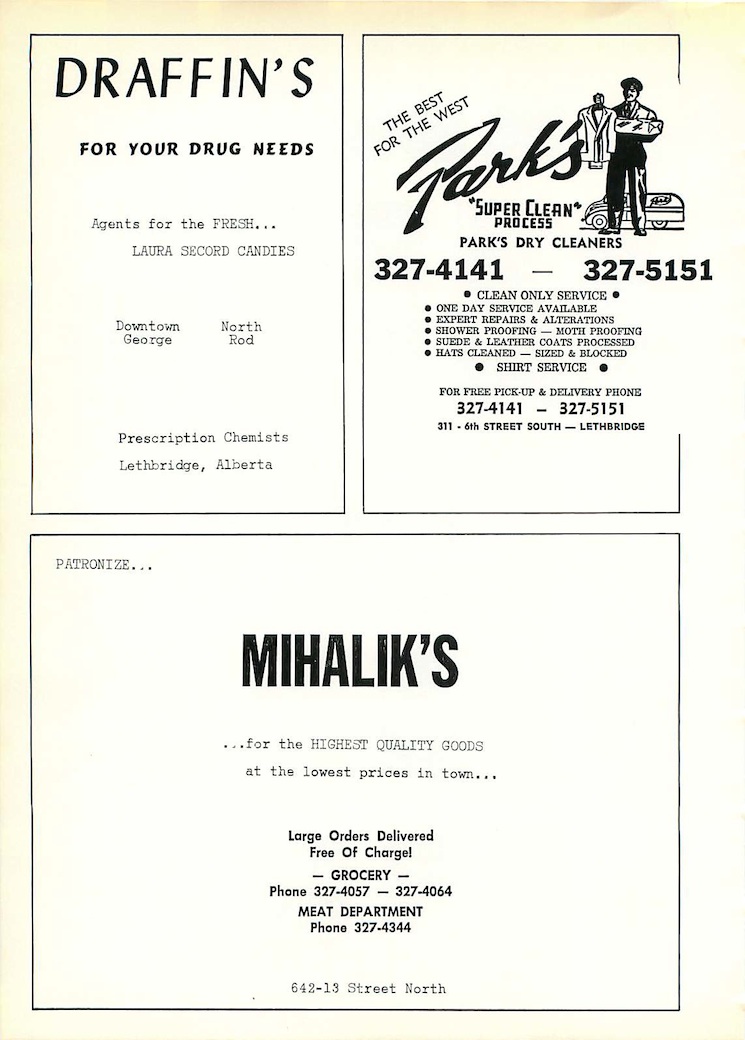 DRAFFIN'S
FOR YOUR DRUG NEEDS
Agents for the FRESH...
LAURA SECORD CANDIES
Downtown North
George Rod
Prescription Chemists
Lethbridge, Alberta
THE BEST
FOR THE WEST
Park's
"SUPER CLEAN"
PROCESS
Park's
PARK'S DRY CLEANERS
327-4141 — 327-5151
● CLEAN ONLY SERVICE ●
● ONE DAY SERVICE AVAILABLE
● EXPERT REPAIRS & ALTERATIONS
● SHOWER PROOFING — MOTH PROOFING
● SUEDE & LEATHER COATS PROCESSED
● HATS CLEANED — SIZED & BLOCKED
● SHIRT SERVICE ●
FOR FREE PICK-UP & DELIVERY PHONE
327-4141 — 327-5151
311 - 6th STREET SOUTH — LETHBRIDGE
PATRONIZE...
MIHALIK'S
...for the HIGHEST QUALITY GOODS
at the lowest prices in town...
Large Orders Delivered
Free Of Charge!
— GROCERY —
Phone 327-4057 — 327-4064
MEAT DEPARTMENT
Phone 327-4344
642-13 Street North